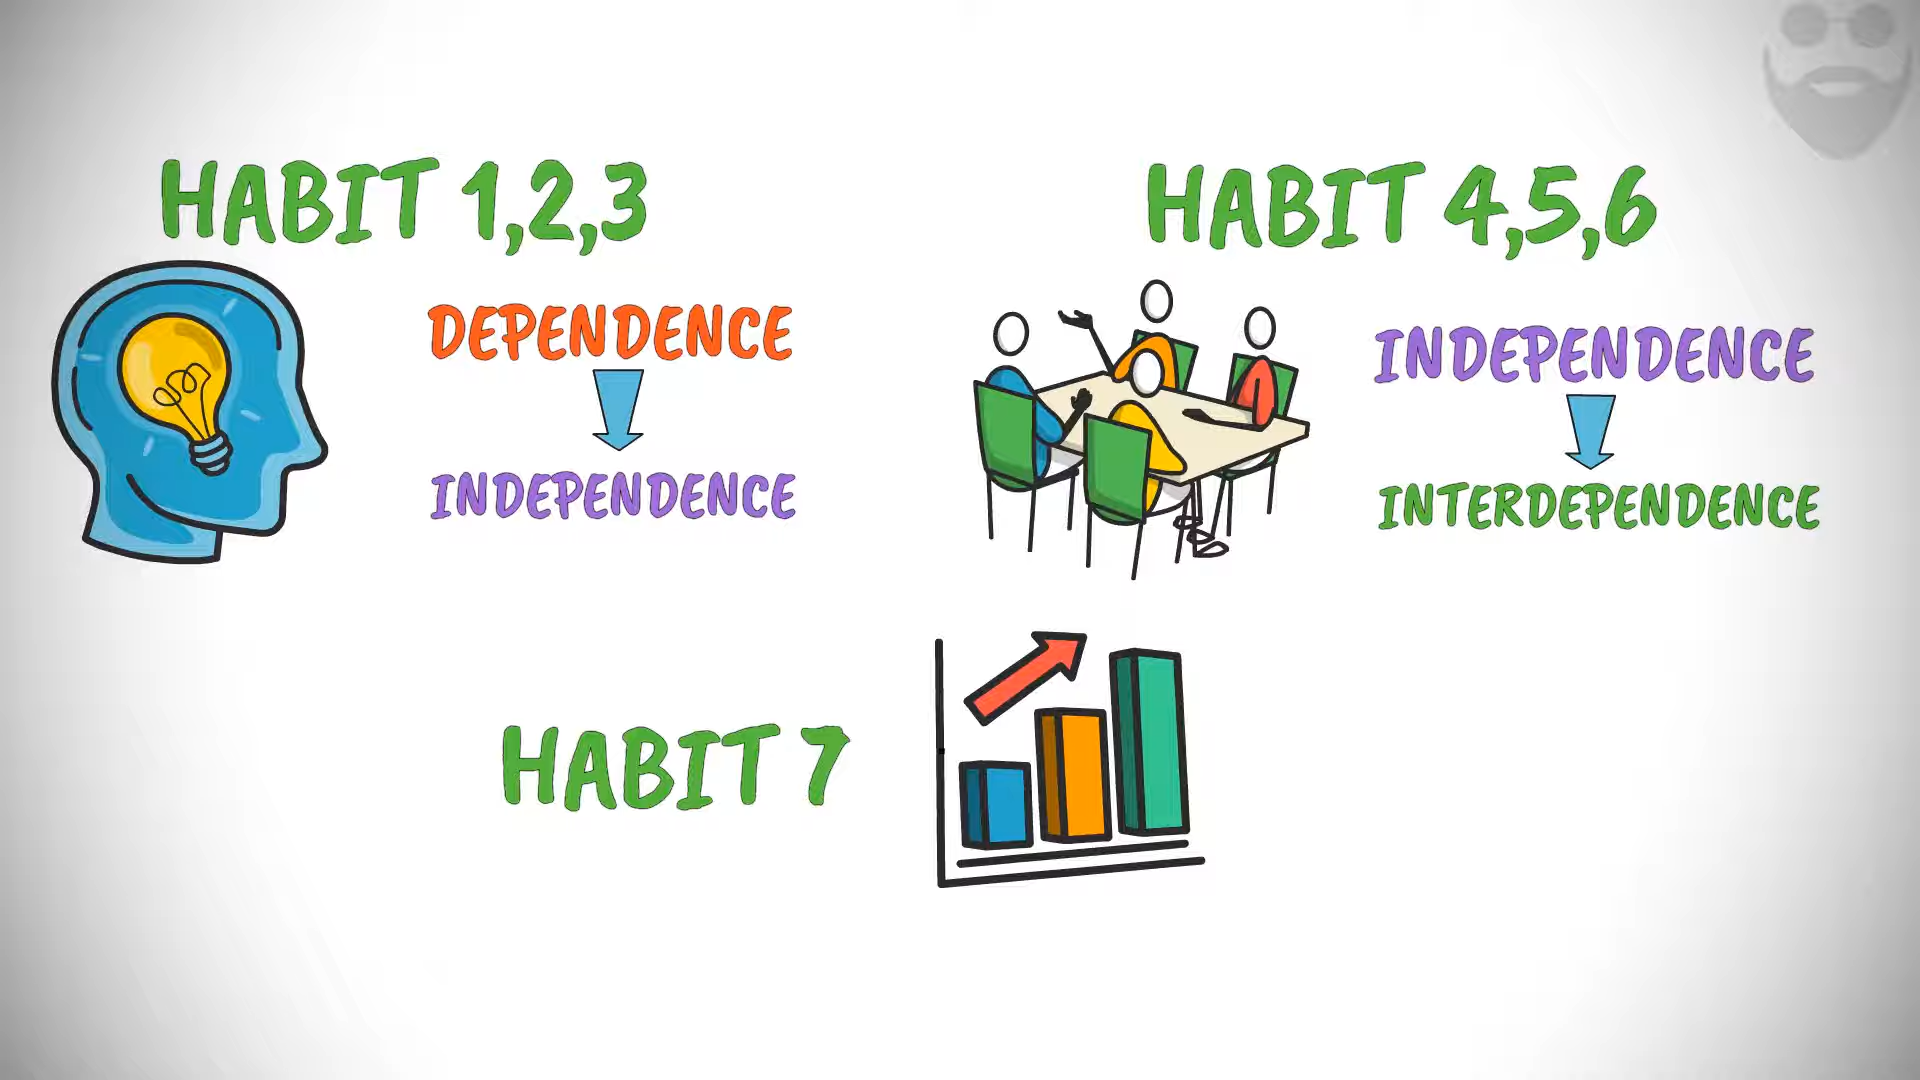 HABIT 1,2,3
DEPENDENCE
INDEPENDENCE
HABIT 4,5,6
INDEPENDENCE
INTERDEPENDENCE
HABIT 7